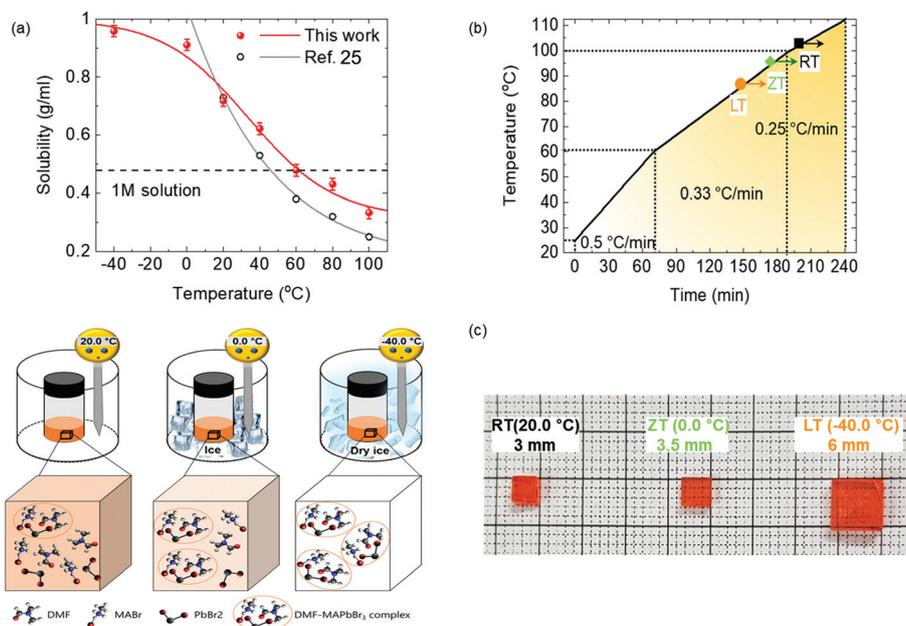 (a)
Solubility (g/ml)
1
0.8
0.6
0.4
0.2
This work
Ref. 25
1M solution
-40 -20 0 20 40 60 80 100
Temperature (°C)
(b)
Temperature (°C)
110
100
90
80
70
60
50
40
30
20
RT
ZT
LT
0.25 °C/min
0.33 °C/min
0.5 °C/min
0 30 60 90 120 150 180 210 240
Time (min)
20.0 °C
0.0 °C
-40.0 °C
Ice
Dry ice
DMF MABr PbBr2 DMF-MAPbBr₃ complex
(c)
RT(20.0 °C) ZT (0.0 °C) LT (-40.0 °C)
3 mm 3.5 mm 6 mm